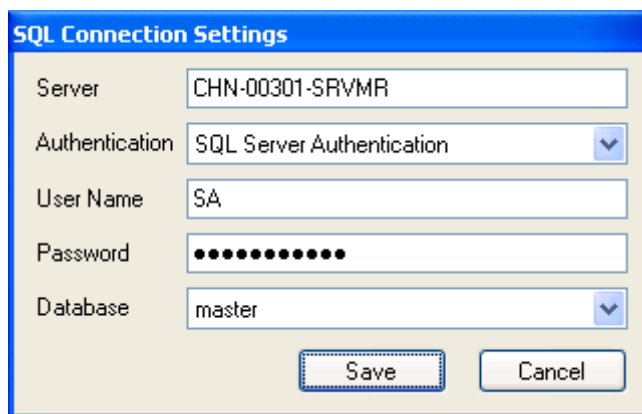 SQL Connection Settings
Server CHN-00301-SRVMR
Authentication SQL Server Authentication
User Name SA
Password ●●●●●●●●●●●
Database master
Save Cancel